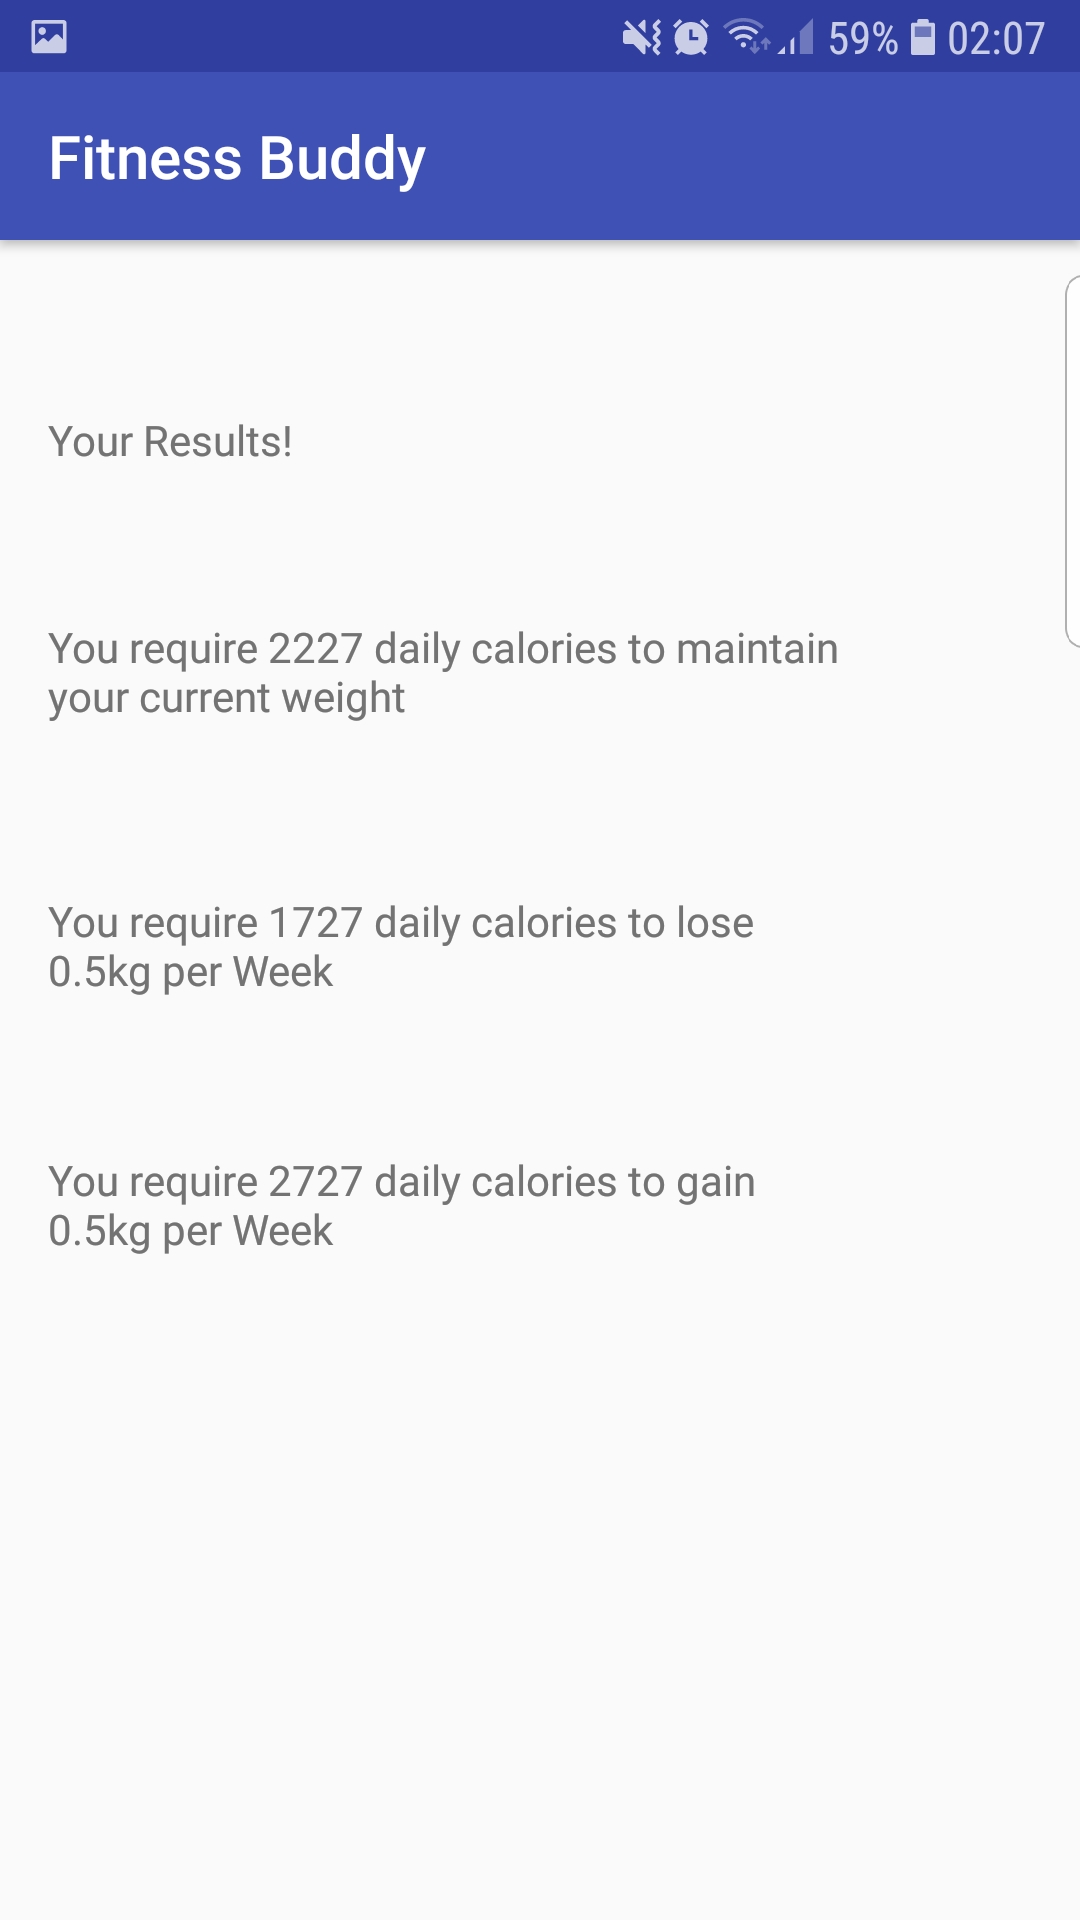 59% 02:07
Fitness Buddy
Your Results!
You require 2227 daily calories to maintain
your current weight
You require 1727 daily calories to lose
0.5kg per Week
You require 2727 daily calories to gain
0.5kg per Week